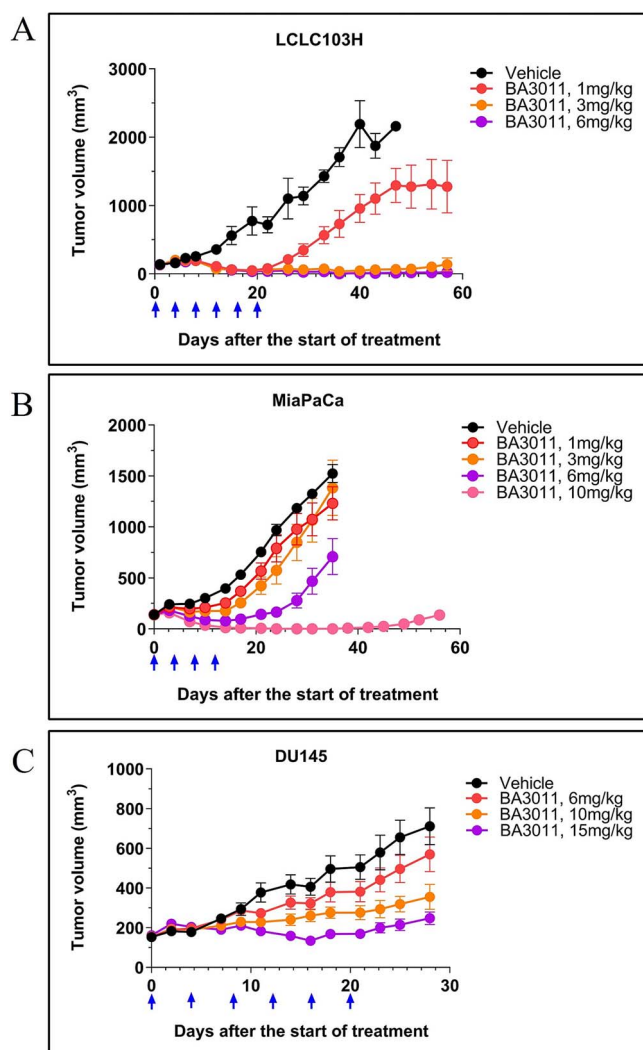 A
LCLC103H
3000
2000
1000
0
Tumor volume (mm³)
0 20 40 60
Days after the start of treatment
Vehicle
BA3011, 1mg/kg
BA3011, 3mg/kg
BA3011, 6mg/kg
B
MiaPaCa
2000
1500
1000
500
0
Tumor volume (mm³)
0 20 40 60
Days after the start of treatment
Vehicle
BA3011, 1mg/kg
BA3011, 3mg/kg
BA3011, 6mg/kg
BA3011, 10mg/kg
C
DU145
1000
800
600
400
200
0
Tumor volume (mm³)
0 10 20 30
Days after the start of treatment
Vehicle
BA3011, 6mg/kg
BA3011, 10mg/kg
BA3011, 15mg/kg